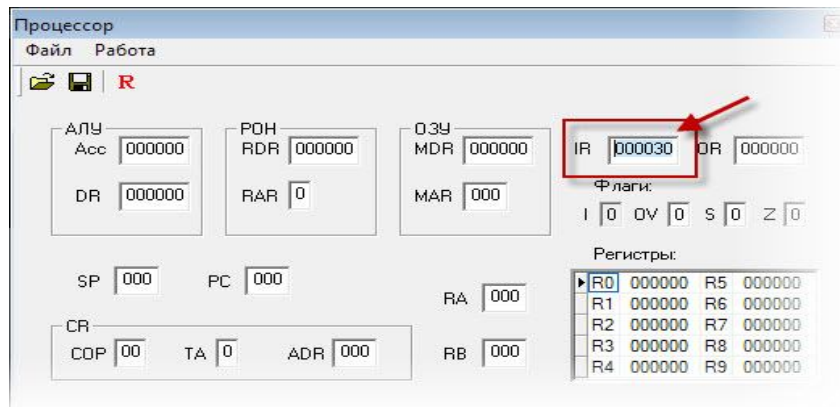 Процессор
Файл Работа
R
АЛУ РОН ОЗУ
Acc 000000 RDR 000000 MDR 000000 IR 000030 OR 000000
Флаги:
DR 000000 RAR 0 MAR 000 I 0 OV 0 S 0 Z 0
Регистры:
SP 000 PC 000 RA 000
R0 000000 R5 000000
R1 000000 R6 000000
CR
R2 000000 R7 000000
COP 00 TA 0 ADR 000 RB 000
R3 000000 R8 000000
R4 000000 R9 000000